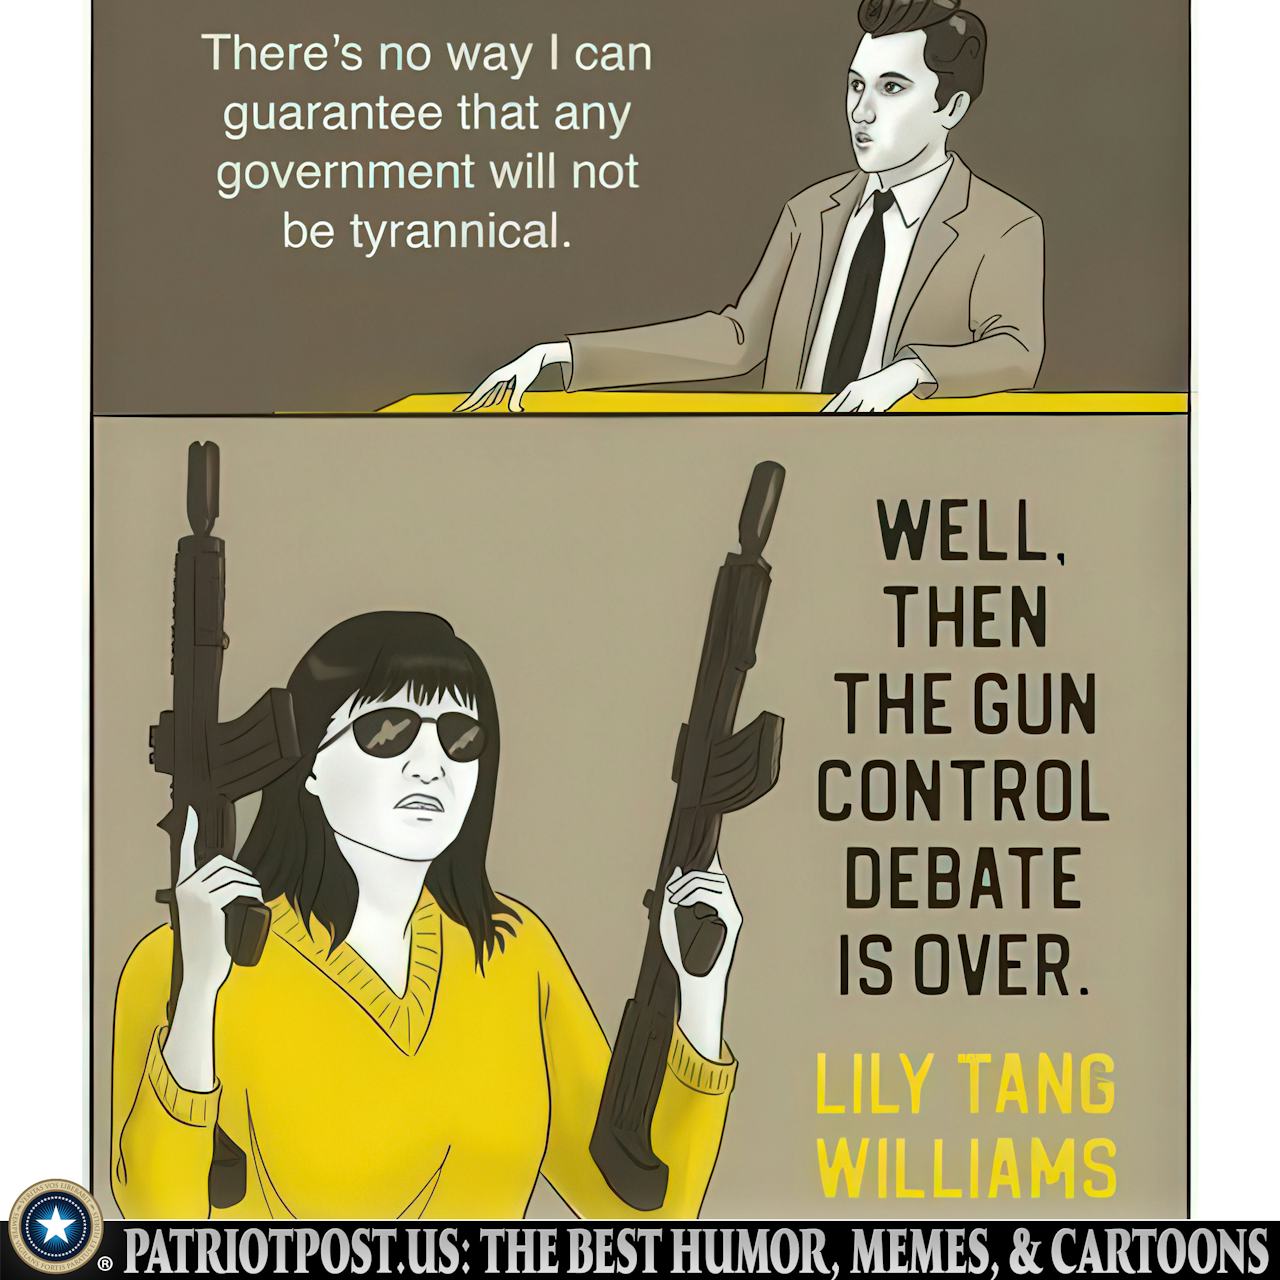 There's no way I can
guarantee that any
government will not
be tyrannical.
WELL,
THEN
THE GUN
CONTROL
DEBATE
IS OVER.
LILY TANG
WILLIAMS
® PATRIOTPOST.US: THE BEST HUMOR, MEMES, & CARTOONS